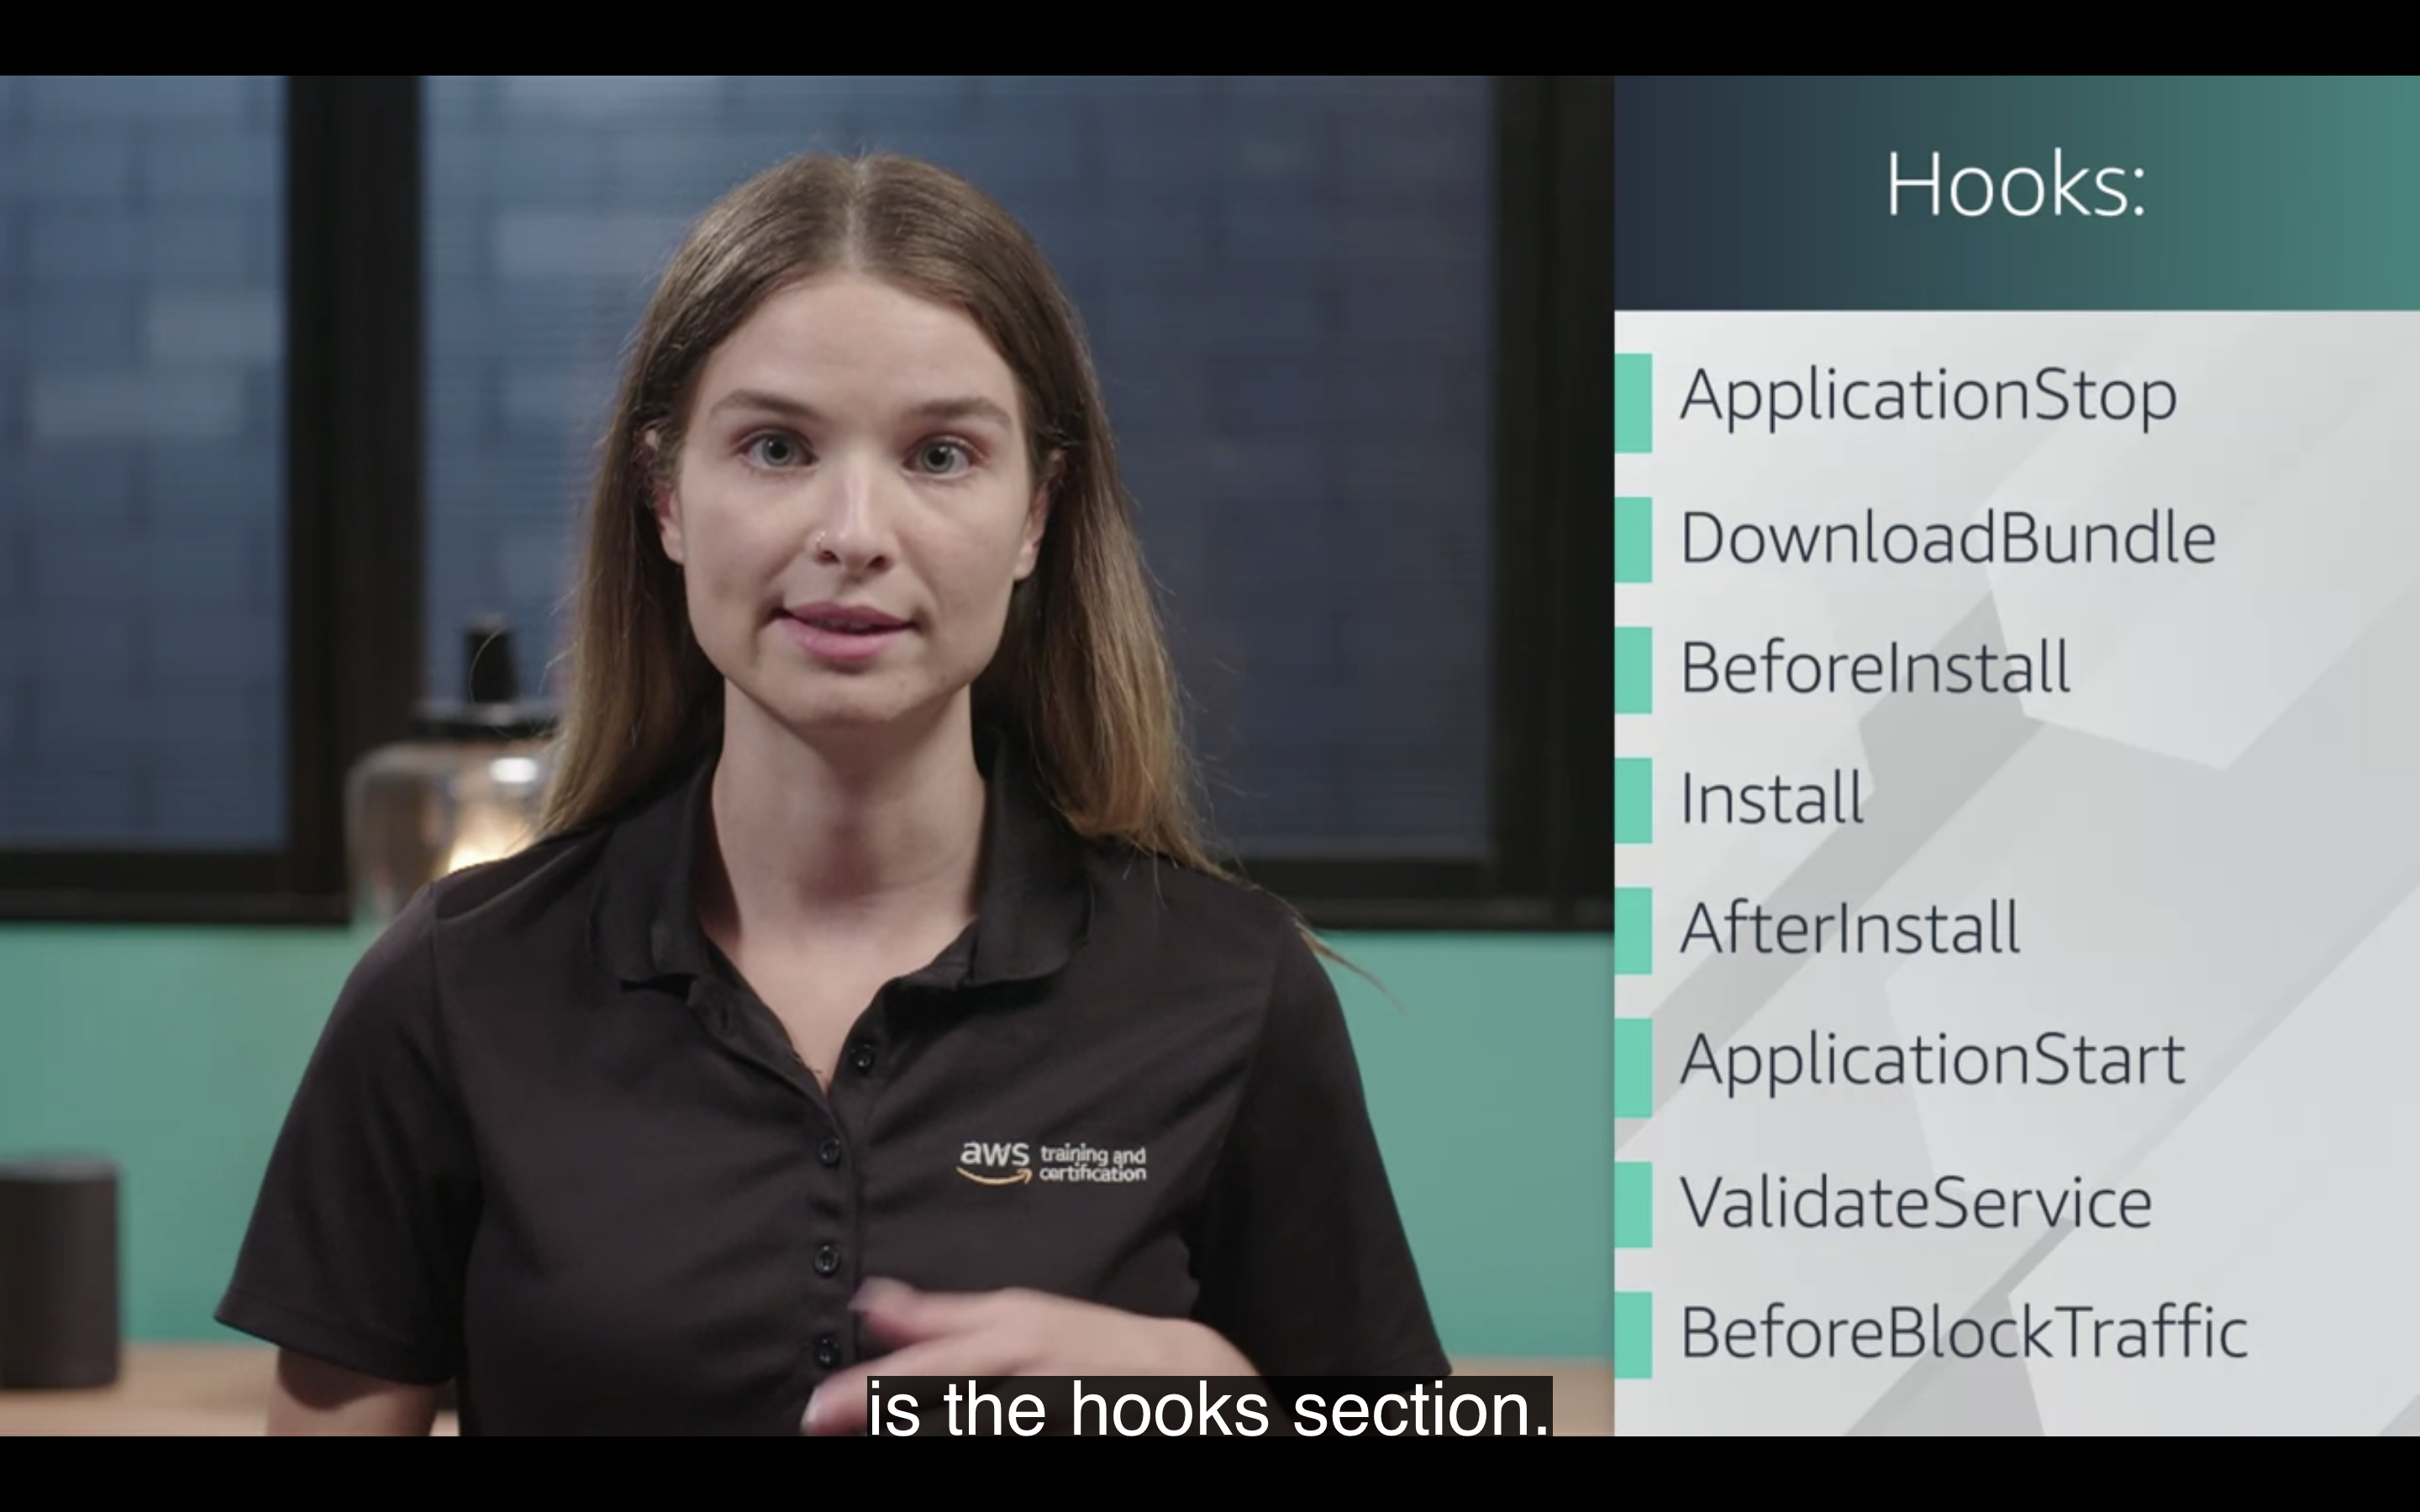 Hooks:
ApplicationStop
DownloadBundle
BeforeInstall
Install
AfterInstall
ApplicationStart
ValidateService
BeforeBlockTraffic
aws training and
certification
is the hooks section.